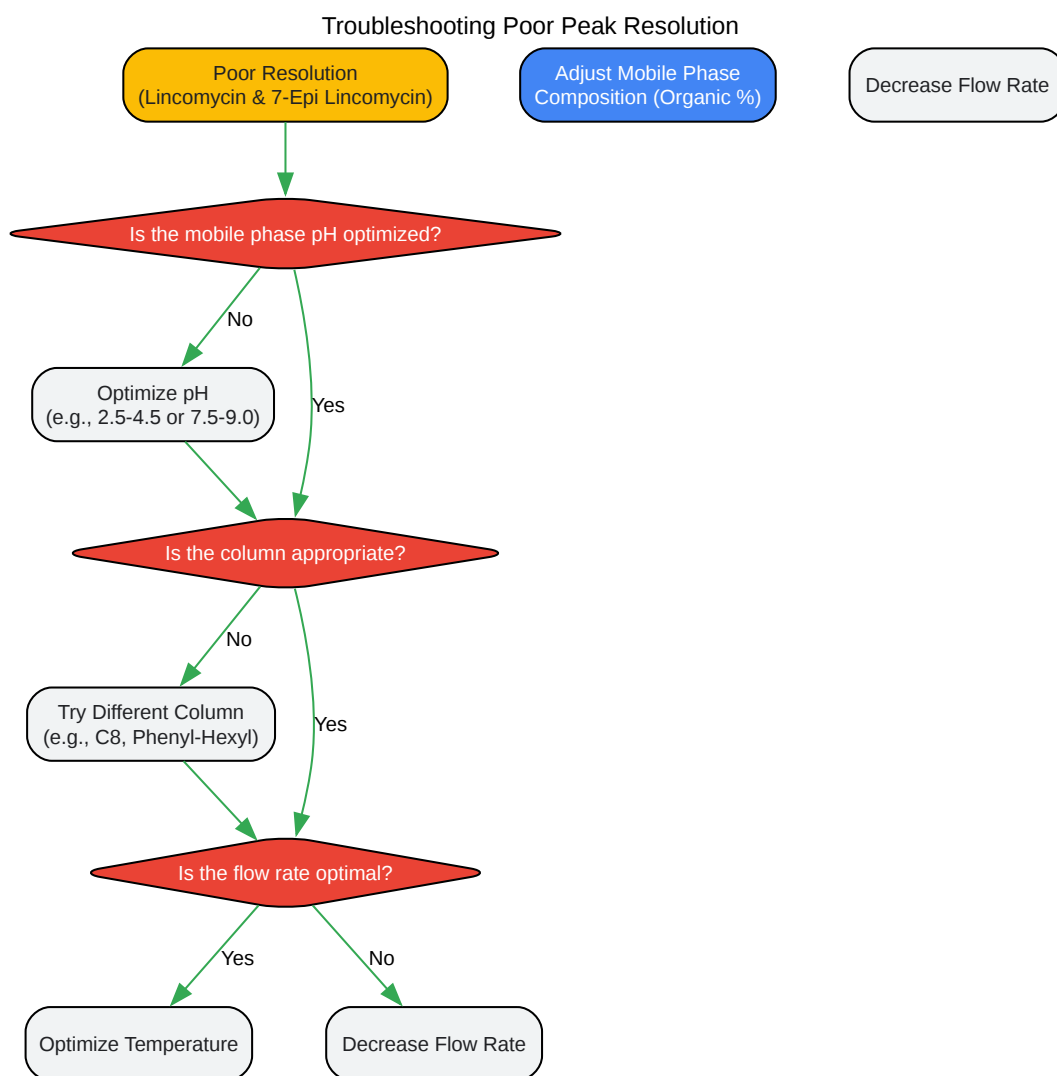 Troubleshooting Poor Peak Resolution
Poor Resolution
(Lincomycin & 7-Epi Lincomycin)
Adjust Mobile Phase
Composition (Organic %)
Decrease Flow Rate
Is the mobile phase pH optimized?
No
Optimize pH
(e.g., 2.5-4.5 or 7.5-9.0)
Yes
Is the column appropriate?
No
Try Different Column
(e.g., C8, Phenyl-Hexyl)
Yes
Is the flow rate optimal?
Yes
No
Optimize Temperature
Decrease Flow Rate